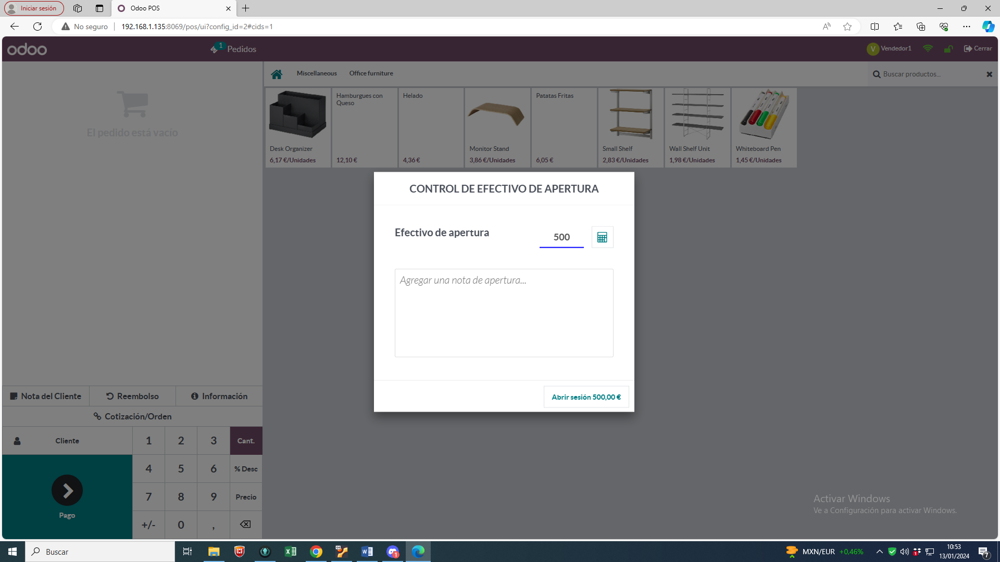 Iniciar sesión
Odoo POS
No seguro
192.168.1.135:8069/pos/ui?config_id=2#cids=1
odoo
1
Pedidos
V
Vendedor1
Cerrar
Miscellaneous
Office furniture
Buscar productos...
El pedido está vacío
Desk Organizer
6,17 €/Unidades
Hamburgues con
Queso
12,10 €
Helado
4,36 €
Monitor Stand
3,86 €/Unidades
Patatas Fritas
6,05 €
Small Shelf
2,83 €/Unidades
Wall Shelf Unit
1,98 €/Unidades
Whiteboard Pen
1,45 €/Unidades
CONTROL DE EFECTIVO DE APERTURA
Efectivo de apertura
500
Agregar una nota de apertura...
Abrir sesión 500,00 €
Nota del Cliente
Reembolso
Información
Cotización/Orden
Cliente
1
2
3
Cant.
4
5
6
% Desc
7
8
9
Precio
+/-
0
,
Pago
Activar Windows
Ve a Configuración para activar Windows.
Buscar
1
MXN/EUR +0,46%
10:53
13/01/2024
7